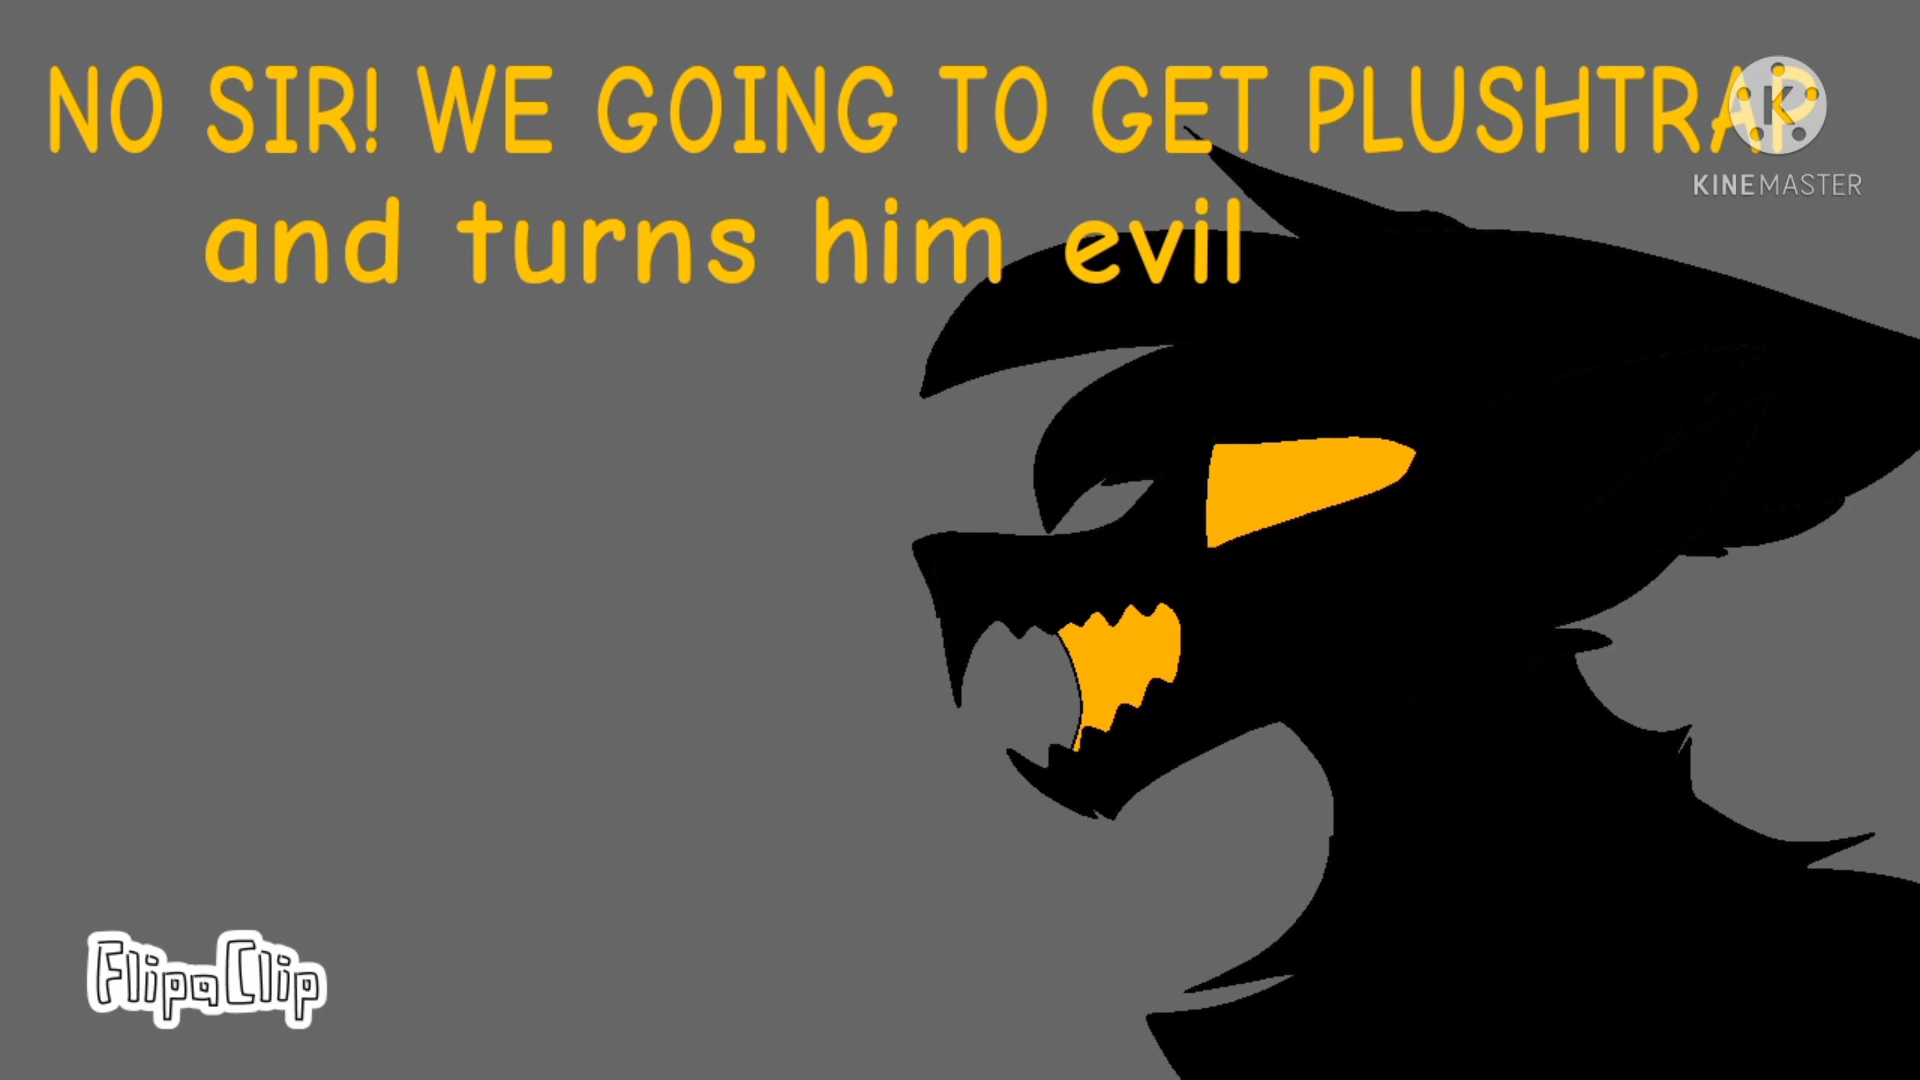 NO SIR! WE GOING TO GET PLUSHTRAP
K
KINEMASTER
and turns him evil
FlipaClip